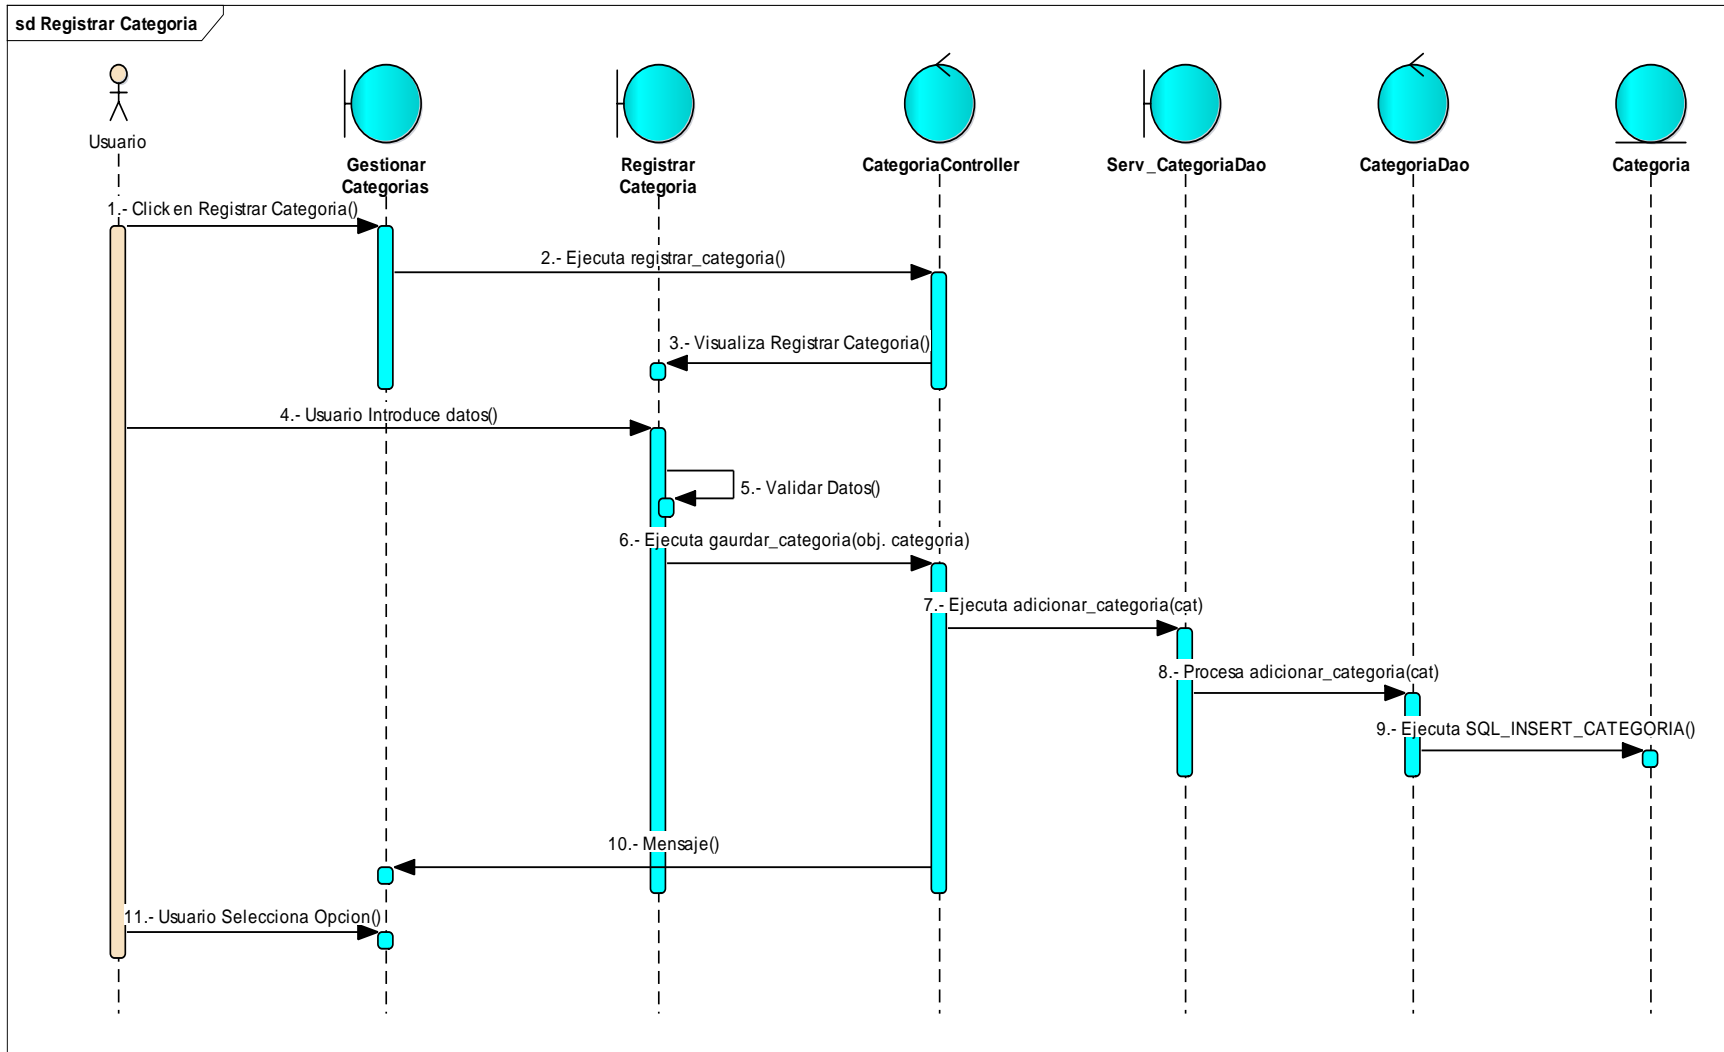 sd Registrar Categoria
Usuario
Gestionar
Categorias
Registrar
Categoria
CategoriaController
Serv_CategoriaDao
CategoriaDao
Categoria
1.- Click en Registrar Categoria()
2.- Ejecuta registrar_categoria()
3.- Visualiza Registrar Categoria()
4.- Usuario Introduce datos()
5.- Validar Datos()
6.- Ejecuta gaurdar_categoria(obj. categoria)
7.- Ejecuta adicionar_categoria(cat)
8.- Procesa adicionar_categoria(cat)
9.- Ejecuta SQL_INSERT_CATEGORIA()
10.- Mensaje()
11.- Usuario Selecciona Opcion()